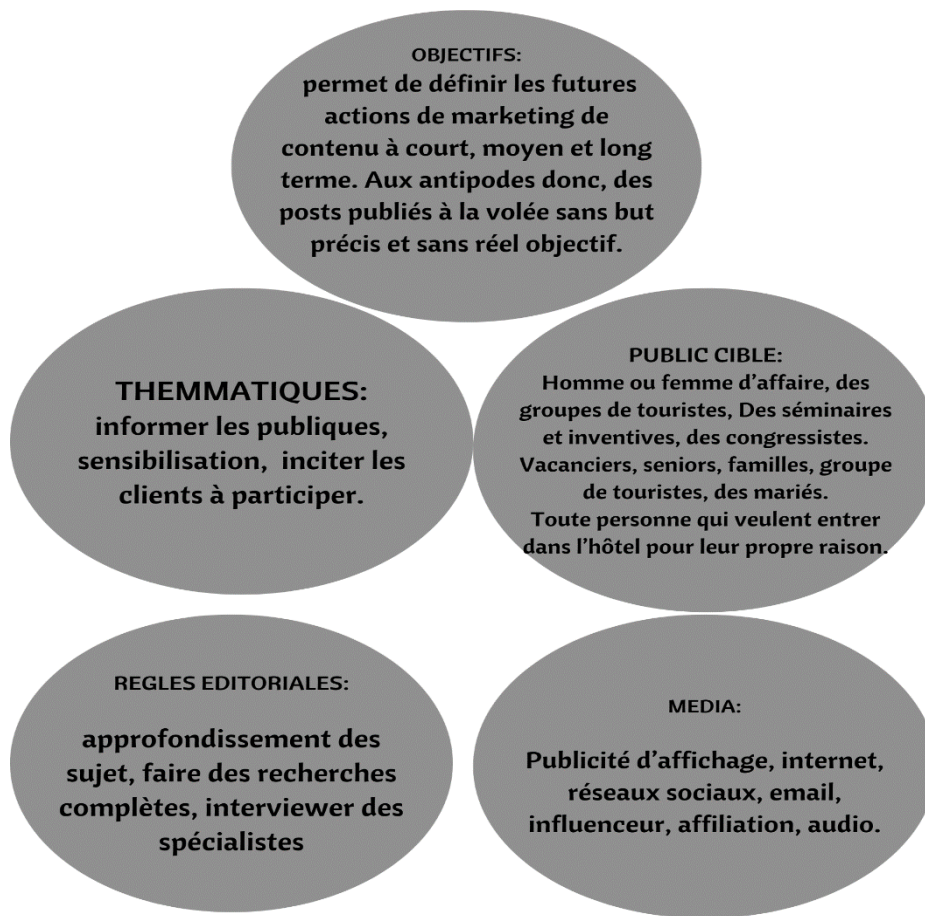 OBJECTIFS:
permet de définir les futures
actions de marketing de
contenu à court, moyen et long
terme. Aux antipodes donc, des
posts publiés à la volée sans but
précis et sans réel objectif.
THEMMATIQUES:
informer les publiques,
sensibilisation, inciter les
clients à participer.
PUBLIC CIBLE:
Homme ou femme d'affaire, des
groupes de touristes, Des séminaires
et inventives, des congressistes.
Vacanciers, seniors, familles, groupe
de touristes, des mariés.
Toute personne qui veulent entrer
dans l'hôtel pour leur propre raison.
REGLES EDITORIALES:
approfondissement des
sujet, faire des recherches
complètes, interviewer des
spécialistes
MEDIA:
Publicité d'affichage, internet,
réseaux sociaux, email,
influenceur, affiliation, audio.